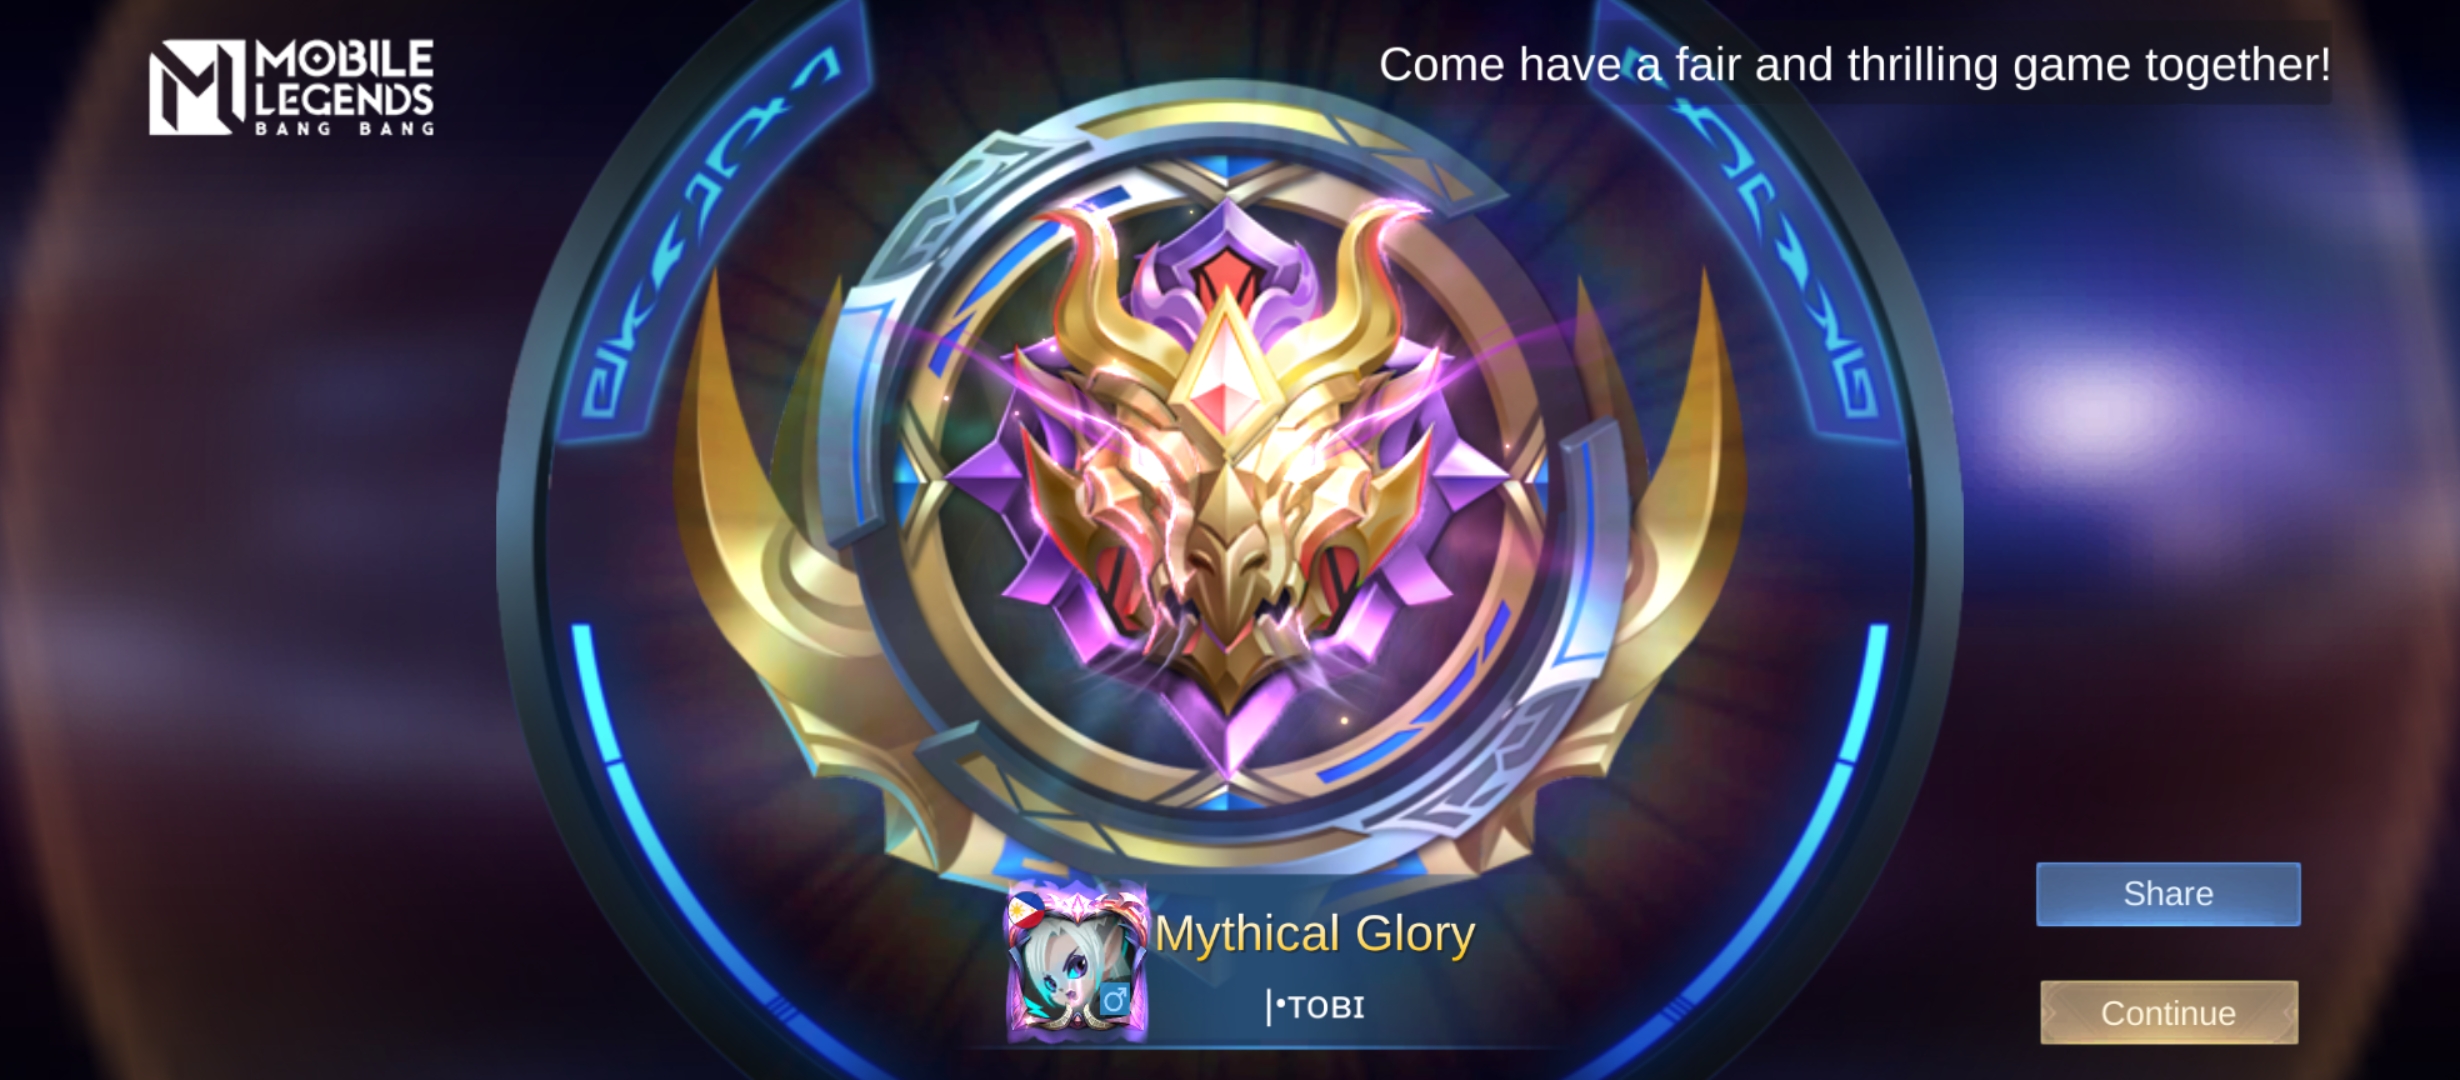 MOBILE
LEGENDS
BANG BANG
Come have a fair and thrilling game together!
Mythical Glory
|•TOBI
Share
Continue